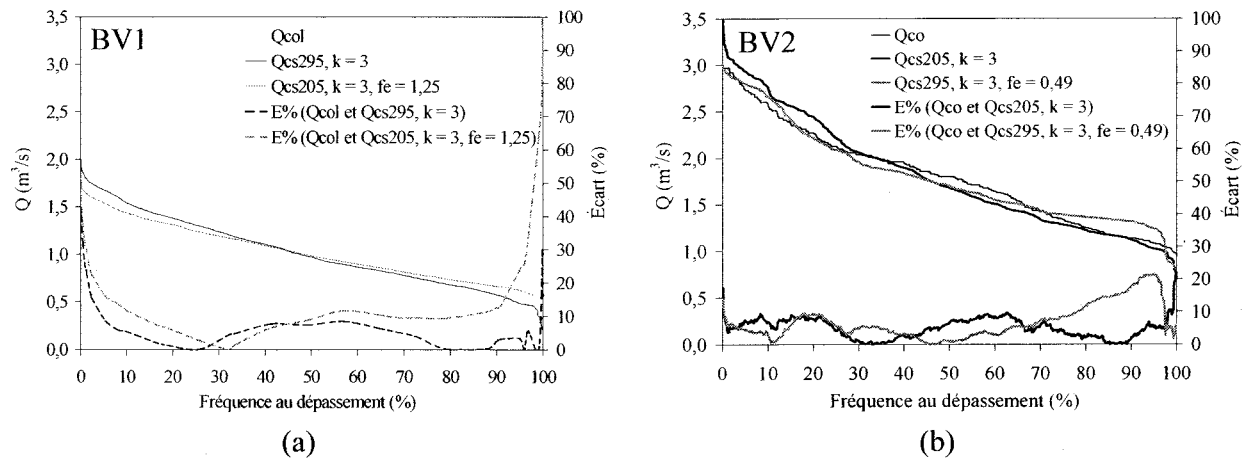 BV1
Qcol
Qcs295, k = 3
Qcs205, k = 3, fe = 1,25
E% (Qcol et Qcs295, k = 3)
E% (Qcol et Qcs205, k = 3, fe = 1,25)
Q (m³/s)
3,5
3,0
2,5
2,0
1,5
1,0
0,5
0,0
100
90
80
70
60
50
40
30
20
10
0
Écart (%)
0 10 20 30 40 50 60 70 80 90 100
Fréquence au dépassement (%)
(a)
BV2
Qco
Qcs205, k = 3
Qcs295, k = 3, fe = 0,49
E% (Qco et Qcs205, k = 3)
E% (Qco et Qcs295, k = 3, fe = 0,49)
Q (m³/s)
3,5
3,0
2,5
2,0
1,5
1,0
0,5
0,0
100
90
80
70
60
50
40
30
20
10
0
Écart (%)
0 10 20 30 40 50 60 70 80 90 100
Fréquence au dépassement (%)
(b)